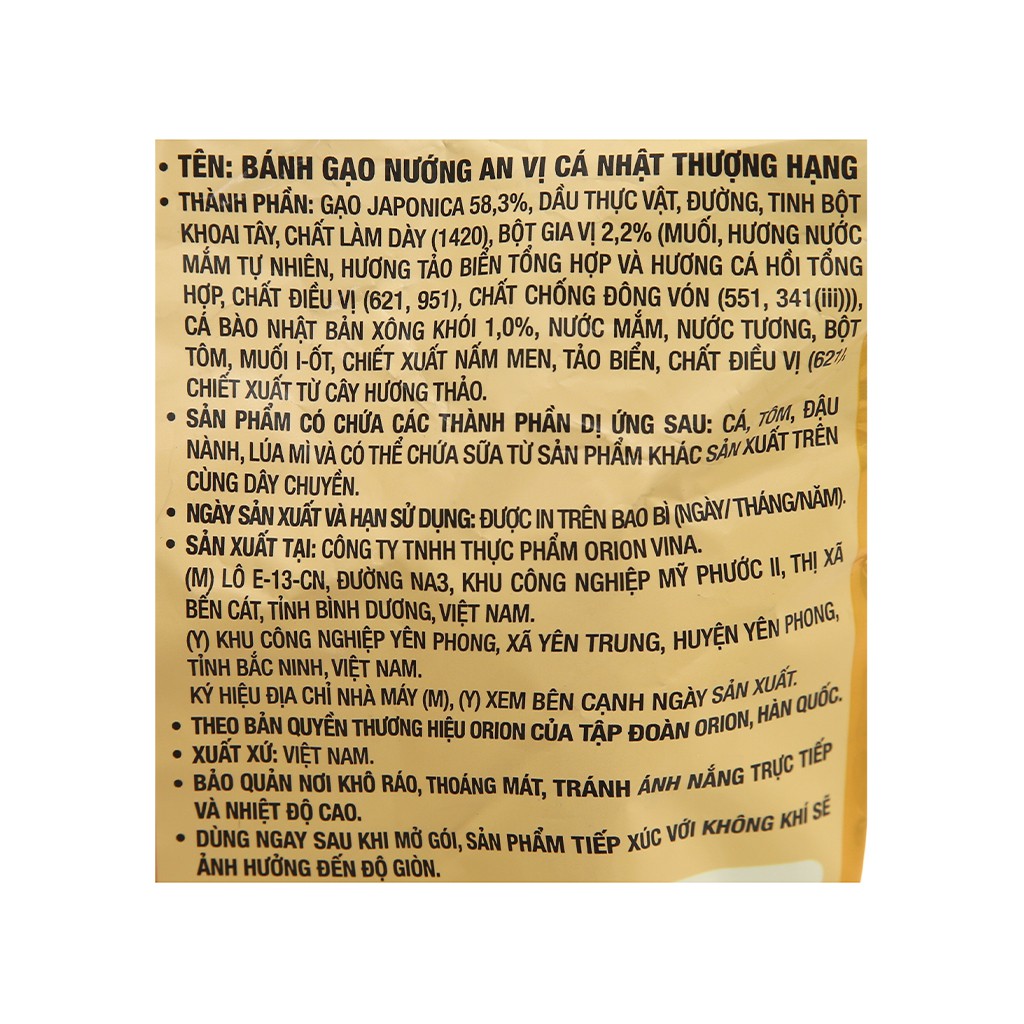 • TÊN: BÁNH GẠO NƯỚNG AN VỊ CÁ NHẬT THƯỢNG HẠNG
• THÀNH PHẦN: GẠO JAPONICA 58,3%, DẦU THỰC VẬT, ĐƯỜNG, TINH BỘT
KHOAI TÂY, CHẤT LÀM DÀY (1420), BỘT GIA VỊ 2,2% (MUỐI, HƯƠNG NƯỚC
MẮM TỰ NHIÊN, HƯƠNG TẢO BIỂN TỔNG HỢP VÀ HƯƠNG CÁ HỒI TỔNG
HỢP, CHẤT ĐIỀU VỊ (621, 951), CHẤT CHỐNG ĐÔNG VÓN (551, 341(iii))),
CÁ BÀO NHẬT BẢN XÔNG KHÓI 1,0%, NƯỚC MẮM, NƯỚC TƯƠNG, BỘT
TÔM, MUỐI I-ỐT, CHIẾT XUẤT NẤM MEN, TẢO BIỂN, CHẤT ĐIỀU VỊ (621),
CHIẾT XUẤT TỪ CÂY HƯƠNG THẢO.
• SẢN PHẨM CÓ CHỨA CÁC THÀNH PHẦN DỊ ỨNG SAU: CÁ, TÔM, ĐẬU
NÀNH, LÚA MÌ VÀ CÓ THỂ CHỨA SỮA TỪ SẢN PHẨM KHÁC SẢN XUẤT TRÊN
CÙNG DÂY CHUYỀN.
• NGÀY SẢN XUẤT VÀ HẠN SỬ DỤNG: ĐƯỢC IN TRÊN BAO BÌ (NGÀY/THÁNG/NĂM).
• SẢN XUẤT TẠI: CÔNG TY TNHH THỰC PHẨM ORION VINA.
(M) LÔ E-13-CN, ĐƯỜNG NA3, KHU CÔNG NGHIỆP MỸ PHƯỚC II, THỊ XÃ
BẾN CÁT, TỈNH BÌNH DƯƠNG, VIỆT NAM.
(Y) KHU CÔNG NGHIỆP YÊN PHONG, XÃ YÊN TRUNG, HUYỆN YÊN PHONG,
TỈNH BẮC NINH, VIỆT NAM.
KÝ HIỆU ĐỊA CHỈ NHÀ MÁY (M), (Y) XEM BÊN CẠNH NGÀY SẢN XUẤT.
• THEO BẢN QUYỀN THƯƠNG HIỆU ORION CỦA TẬP ĐOÀN ORION, HÀN QUỐC.
• XUẤT XỨ: VIỆT NAM.
• BẢO QUẢN NƠI KHÔ RÁO, THOÁNG MÁT, TRÁNH ÁNH NẮNG TRỰC TIẾP
VÀ NHIỆT ĐỘ CAO.
• DÙNG NGAY SAU KHI MỞ GÓI, SẢN PHẨM TIẾP XÚC VỚI KHÔNG KHÍ SẼ
ẢNH HƯỞNG ĐẾN ĐỘ GIÒN.